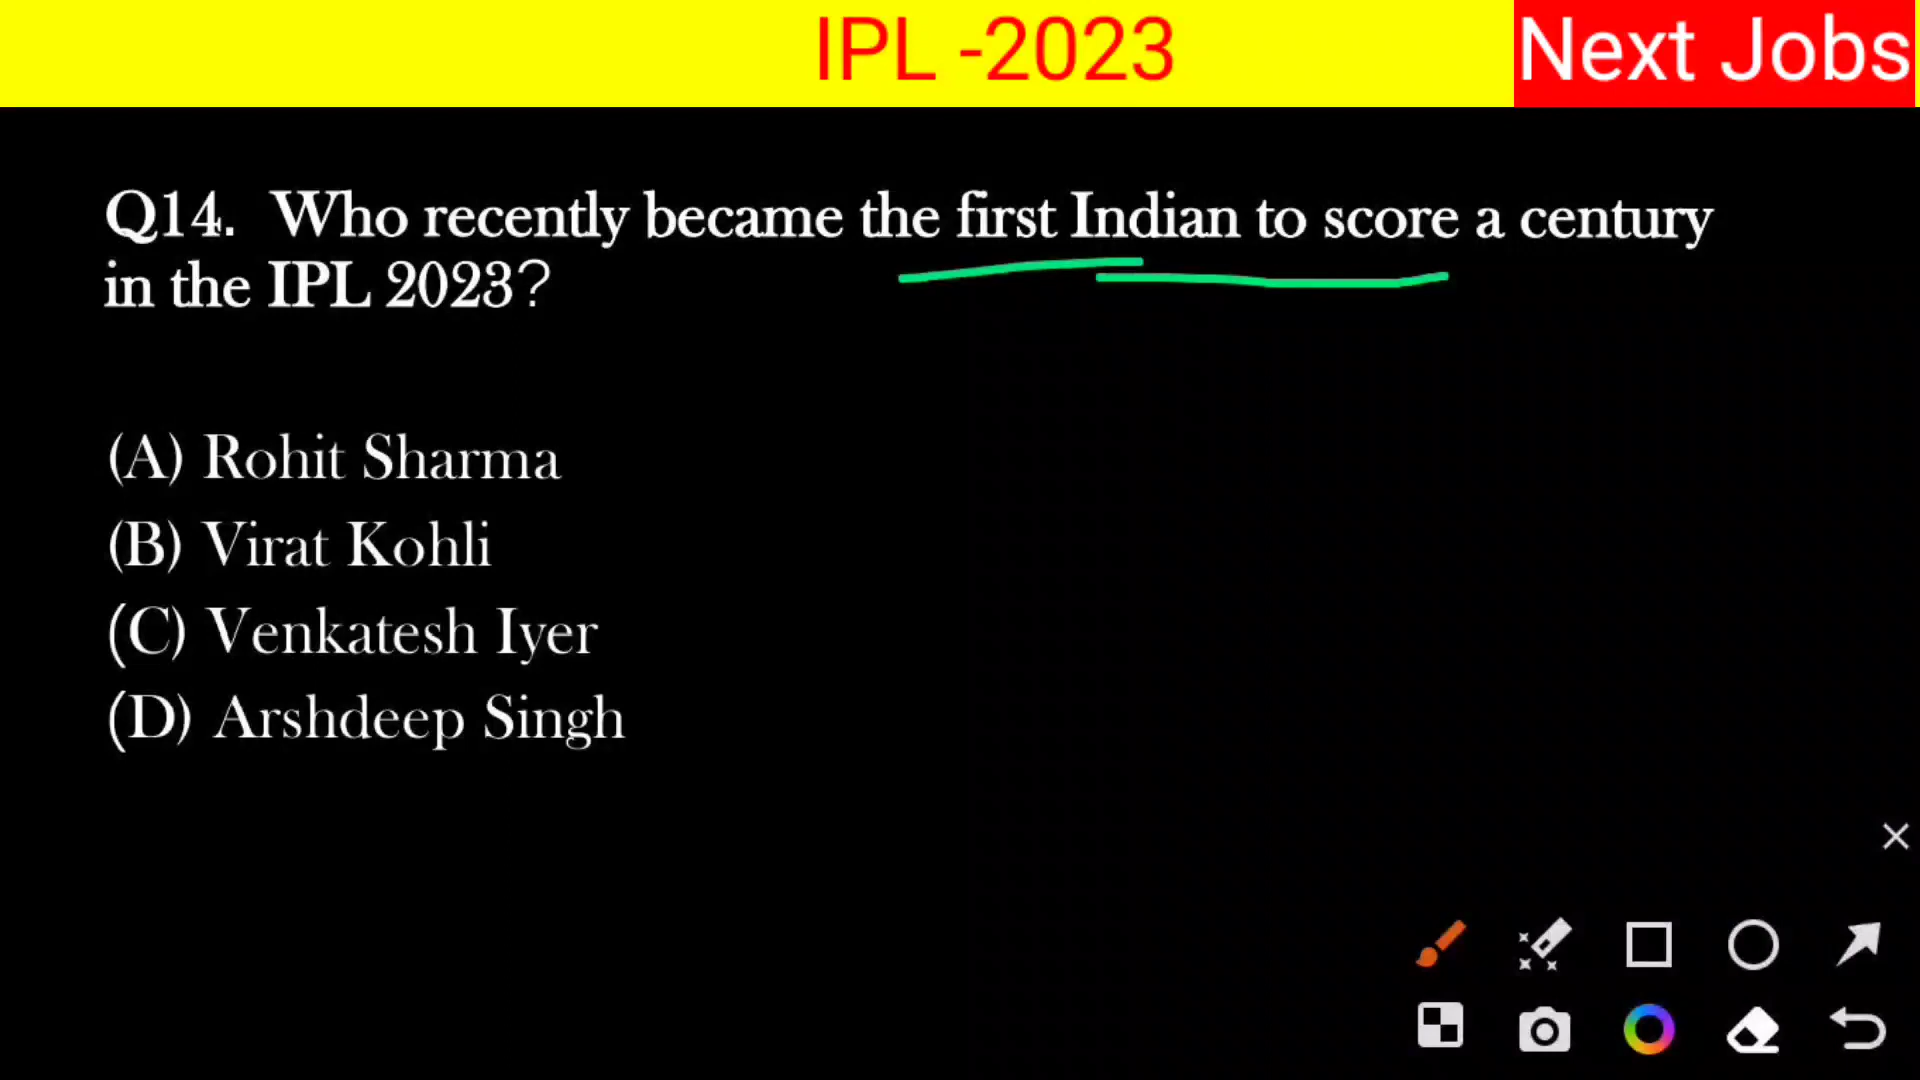 IPL -2023
Next Jobs
Q14. Who recently became the first Indian to score a century
in the IPL 2023?
(A) Rohit Sharma
(B) Virat Kohli
(C) Venkatesh Iyer
(D) Arshdeep Singh